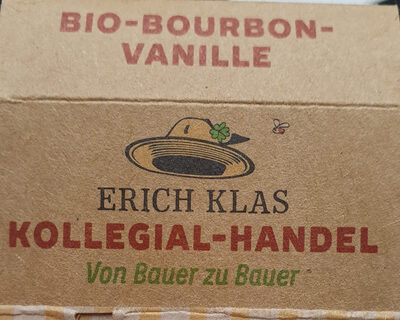 BIO-BOURBON-
VANILLE
ERICH KLAS
KOLLEGIAL-HANDEL
Von Bauer zu Bauer